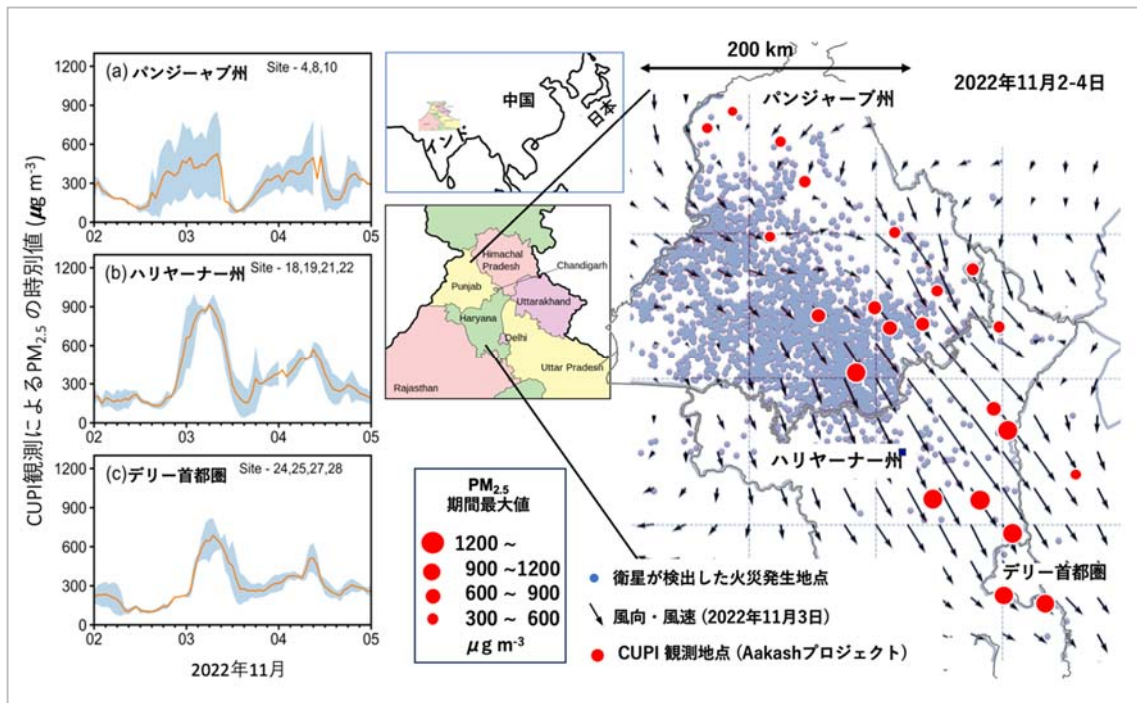 CUPI観測によるPM2.5 の時別値 (μg m-3)
(a) パンジーャブ州
Site - 4,8,10
1200
900
600
300
0
02
03
04
05
(b) ハリヤーナー州
Site - 18,19,21,22
1200
900
600
300
0
02
03
04
05
(c)デリー首都圏
Site - 24,25,27,28
1200
900
600
300
0
02
03
04
05
2022年11月
中国
日本
インド
Himachal
Pradesh
Chandigarh
Punjab
Uttarakhand
Haryana
Delhi
Uttar Pradesh
Rajasthan
PM2.5
期間最大値
1200 ~
900 ~1200
600 ~ 900
300 ~ 600
μg m-3
200 km
2022年11月2-4日
パンジャーブ州
ハリヤーナー州
デリー首都圏
衛星が検出した火災発生地点
風向・風速 (2022年11月3日)
CUPI 観測地点 (Aakashプロジェクト)